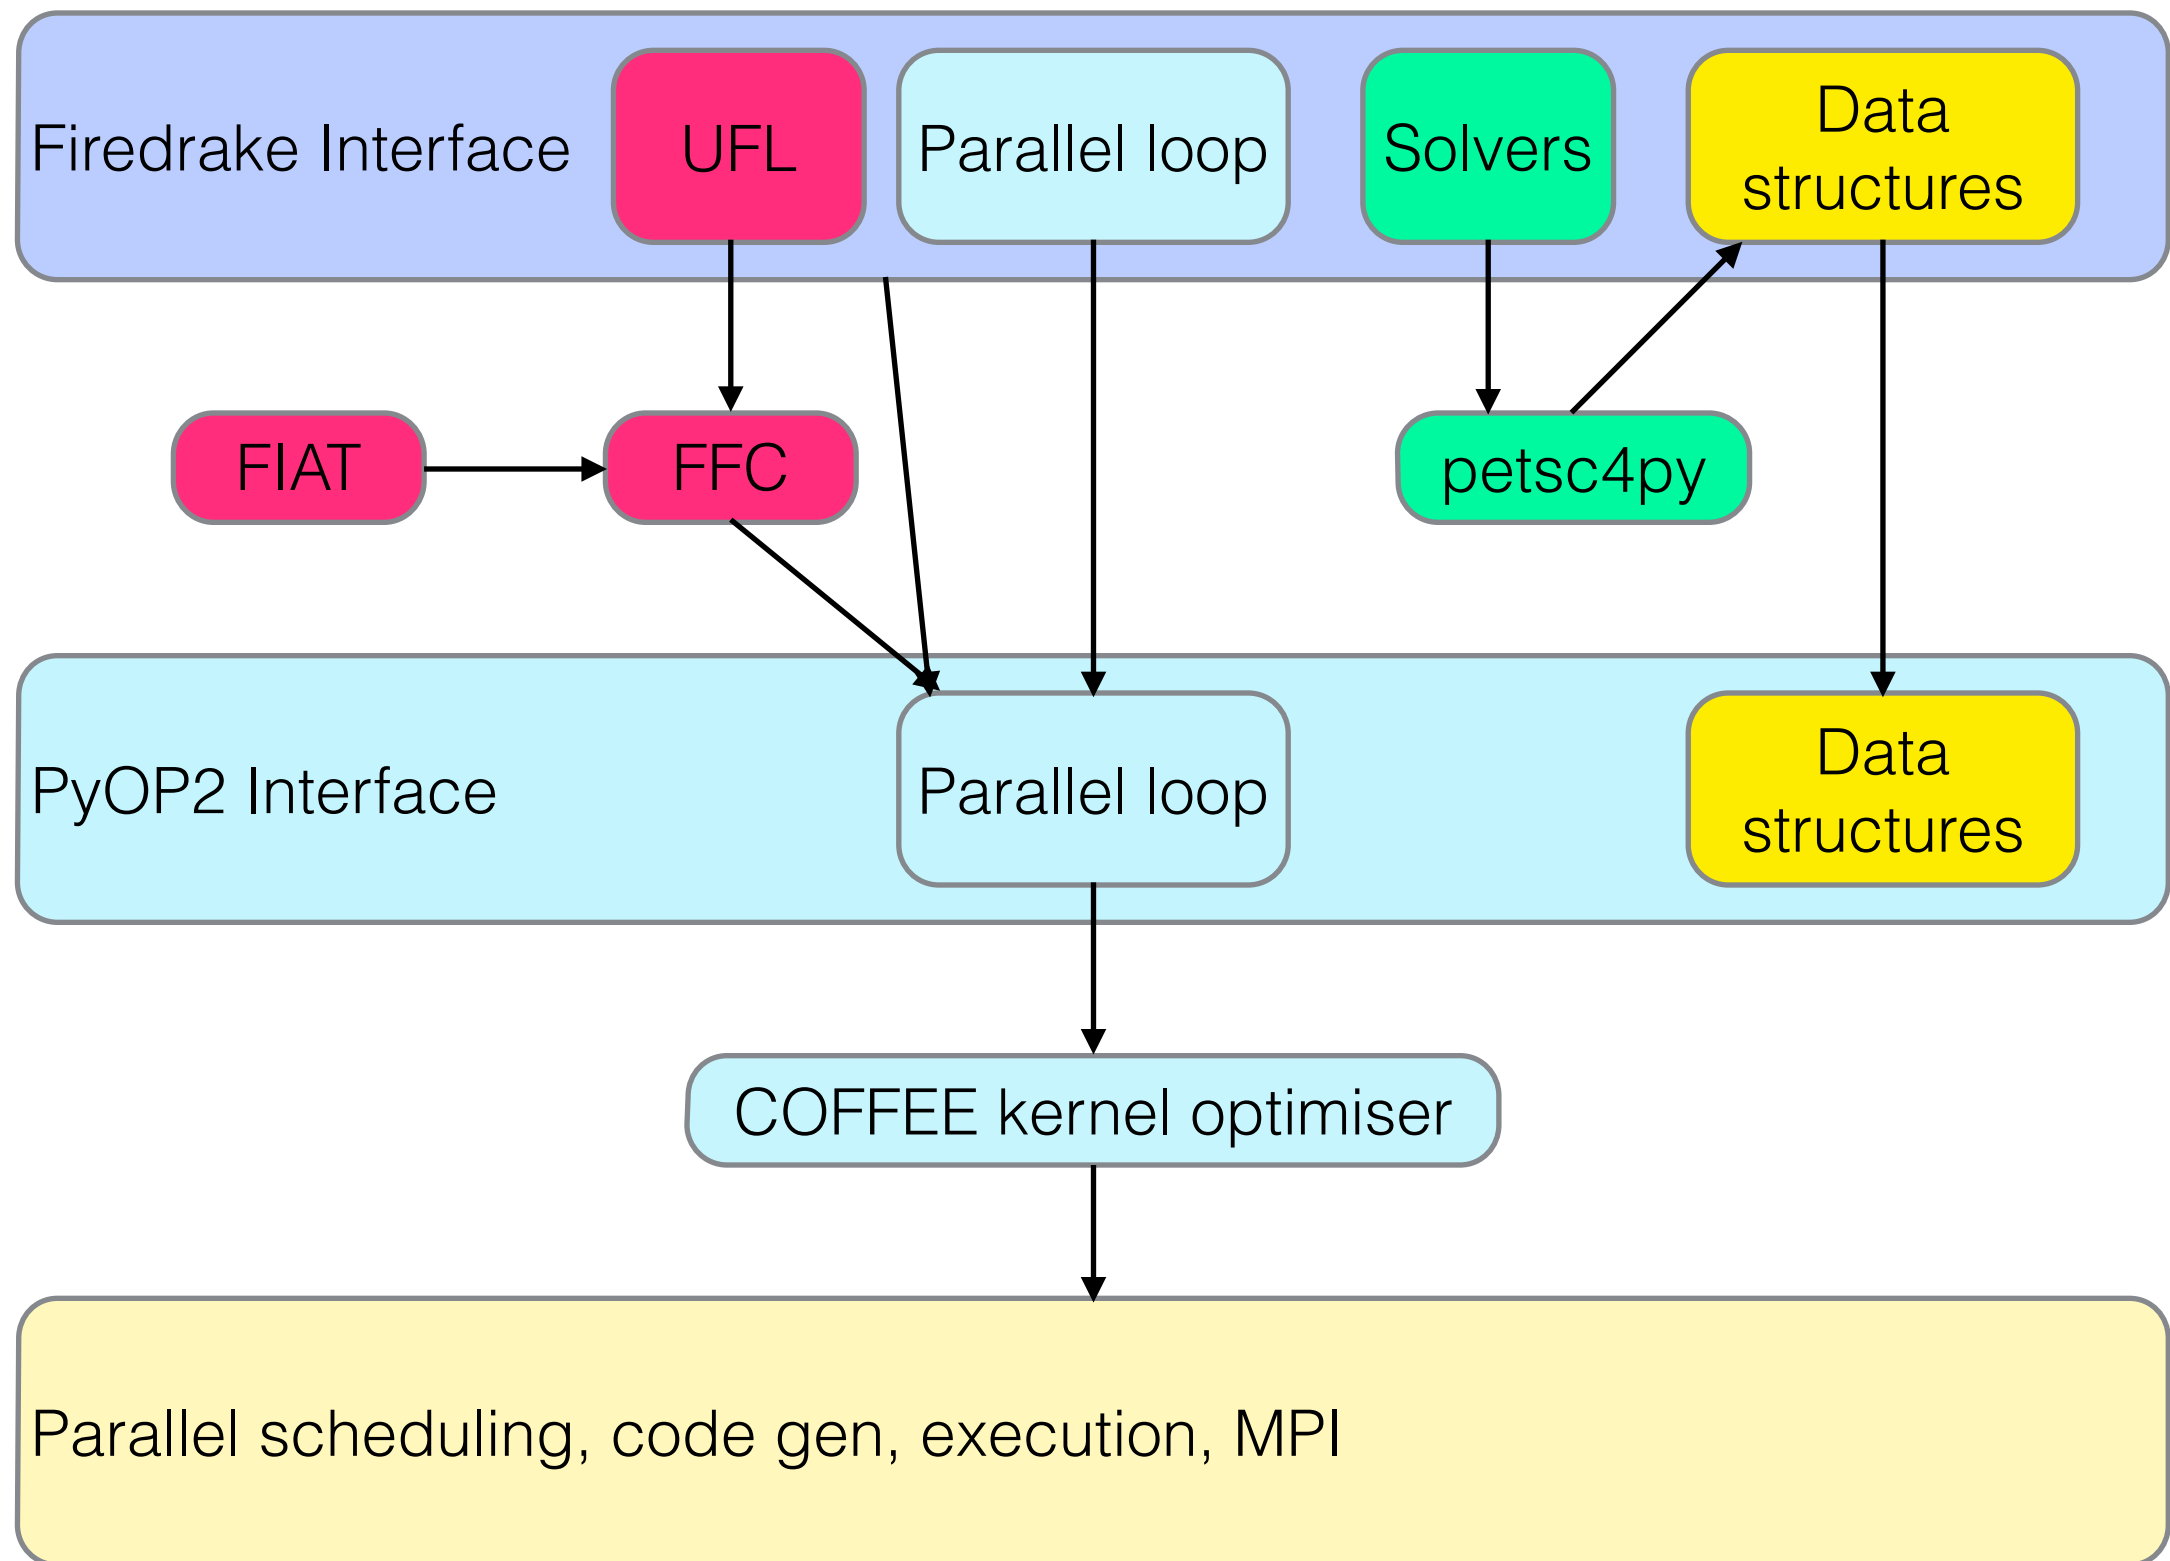 Firedrake Interface
UFL
Parallel loop
Solvers
Data
structures
FIAT
FFC
petsc4py
PyOP2 Interface
Parallel loop
Data
structures
COFFEE kernel optimiser
Parallel scheduling, code gen, execution, MPI